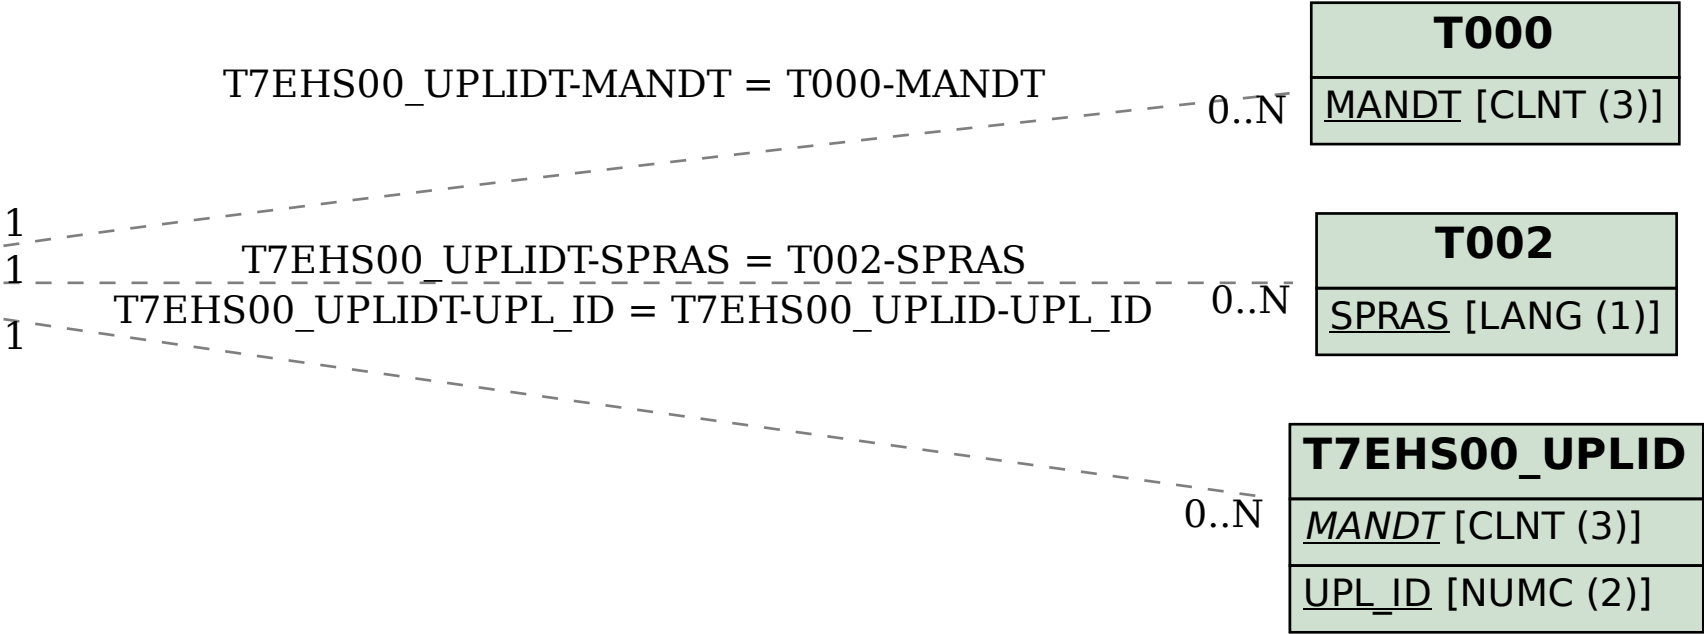 T000
T7EHS00_UPLIDT-MANDT = T000-MANDT
0..N
MANDT [CLNT (3)]
1
T002
T7EHS00_UPLIDT-SPRAS = T002-SPRAS
1
0..N
SPRAS [LANG (1)]
T7EHS00_UPLIDT-UPL_ID = T7EHS00_UPLID-UPL_ID
1
T7EHS00_UPLID
0..N
MANDT [CLNT (3)]
UPL_ID [NUMC (2)]